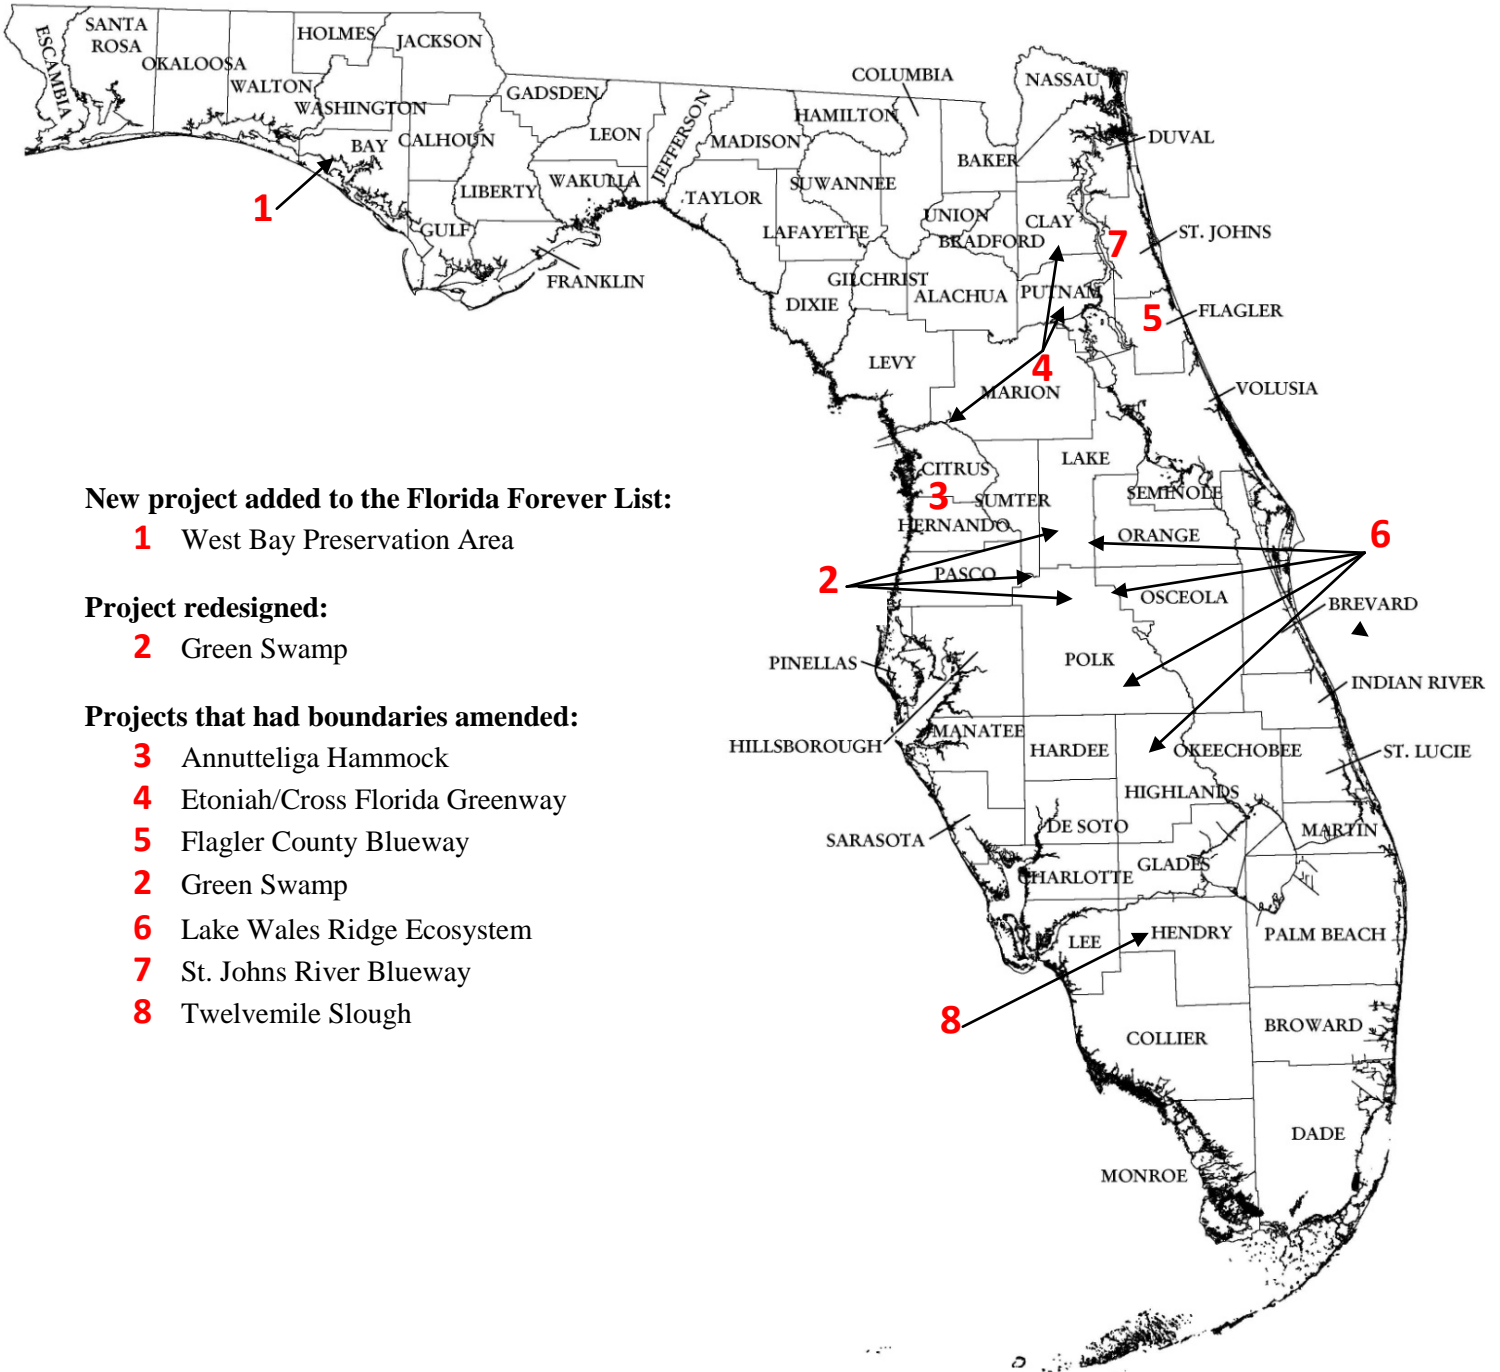 SANTA
ROSA
HOLMES
JACKSON
ESCAMBIA
OKALOOSA
WALTON
WASHINGTON
GADSDEN
COLUMBIA
NASSAU
BAY
CALHOUN
LEON
JEFFERSON
MADISON
HAMILTON
BAKER
DUVAL
1
LIBERTY
WAKULLA
TAYLOR
SUWANNEE
UNION
CLAY
GULF
LAFAYETTE
BRADFORD
7
ST. JOHNS
FRANKLIN
DIXIE
GILCHRIST
ALACHUA
PUTNAM
5
FLAGLER
LEVY
4
MARION
VOLUSIA
CITRUS
LAKE
3
SUMTER
SEMINOLE
HERNANDO
ORANGE
6
2
PASCO
OSCEOLA
BREVARD
PINELLAS
POLK
INDIAN RIVER
HILLSBOROUGH
MANATEE
HARDEE
OKEECHOBEE
ST. LUCIE
HIGHLANDS
SARASOTA
DE SOTO
MARTIN
CHARLOTTE
GLADES
LEE
HENDRY
PALM BEACH
8
COLLIER
BROWARD
DADE
MONROE
New project added to the Florida Forever List:
1 West Bay Preservation Area
Project redesigned:
2 Green Swamp
Projects that had boundaries amended:
3 Annutteliga Hammock
4 Etoniah/Cross Florida Greenway
5 Flagler County Blueway
2 Green Swamp
6 Lake Wales Ridge Ecosystem
7 St. Johns River Blueway
8 Twelvemile Slough